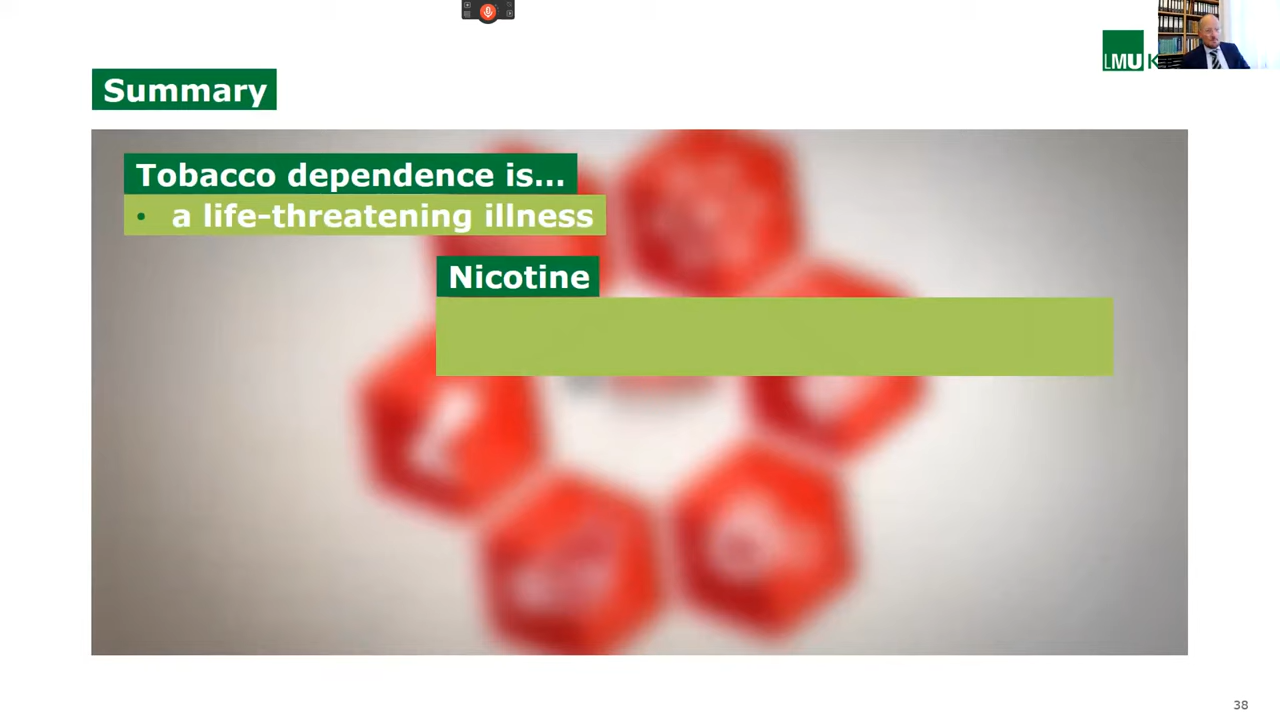 LMU K
Summary
Tobacco dependence is...
• a life-threatening illness
Nicotine
38